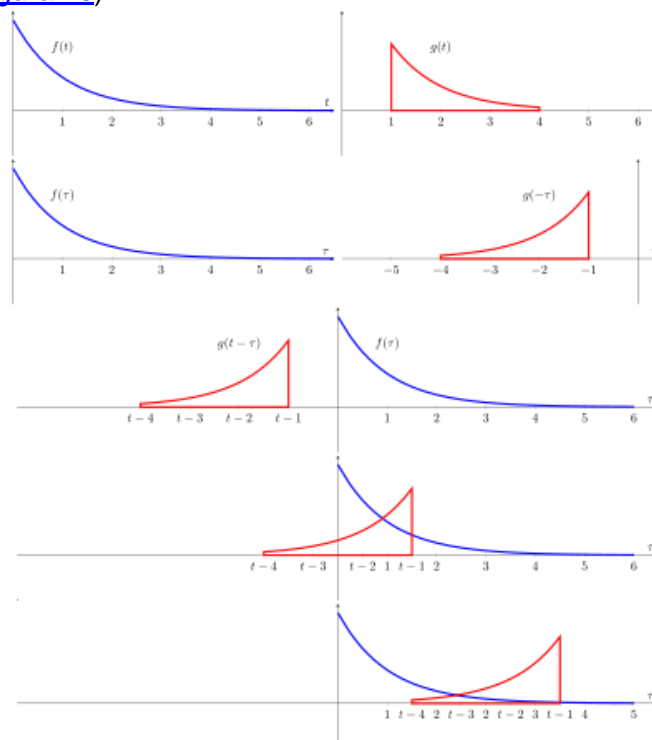 f(t) g(t)
t
1 2 3 4 5 6 1 2 3 4 5 6
f(τ) g(−τ)
τ
1 2 3 4 5 6 −5 −4 −3 −2 −1
g(t − τ) f(τ)
τ
t − 4 t − 3 t − 2 t − 1 1 2 3 4 5 6
τ
t − 4 t − 3 t − 2 1 t − 1 2 3 4 5 6
τ
1 t − 4 2 t − 3 2 t − 2 3 t − 1 4 5